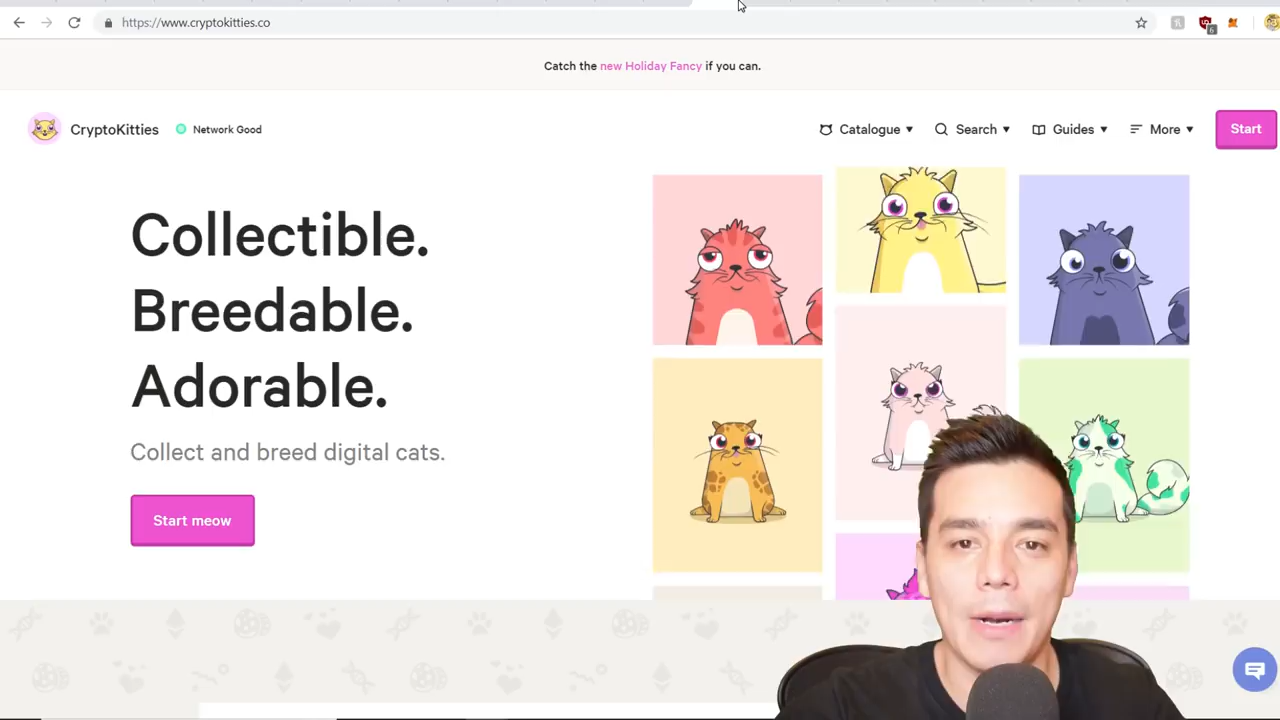 https://www.cryptokitties.co
6
Catch the new Holiday Fancy if you can.
CryptoKitties
Network Good
Catalogue
Search
Guides
More
Start
Collectible.
Breedable.
Adorable.
Collect and breed digital cats.
Start meow